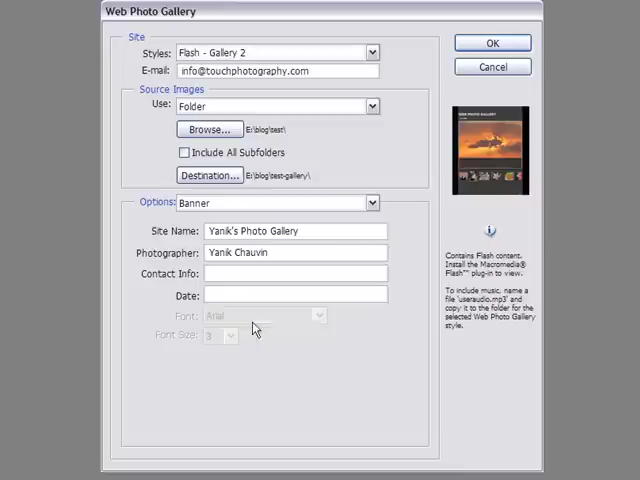 Web Photo Gallery
Site
Styles: Flash - Gallery 2
E-mail: info@touchphotography.com
OK
Cancel
Source Images
Use: Folder
Browse... E:\blog\test\
Include All Subfolders
Destination... E:\blog\test-gallery\
Options: Banner
Site Name: Yanik's Photo Gallery
Photographer: Yanik Chauvin
Contact Info:
Date:
Font: Arial
Font Size: 3
WEB PHOTO GALLERY
Contains Flash content.
Install the Macromedia®
Flash™ plug-in to view.
To include music, name a
file 'useraudio.mp3' and
copy it to the folder for the
selected Web Photo Gallery
style.